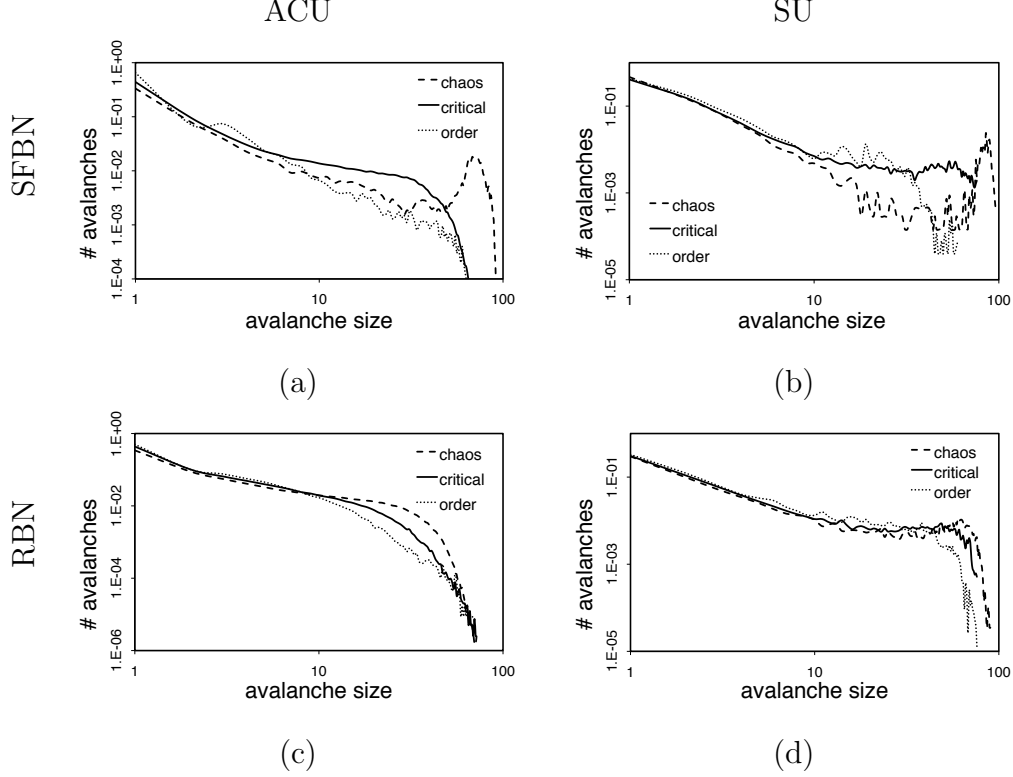 ACU
SU
SFBN
1.E+00
1.E-01
1.E-02
1.E-03
1.E-04
# avalanches
chaos
critical
order
1
10
100
avalanche size
(a)
1.E-01
1.E-03
1.E-05
# avalanches
chaos
critical
order
1
10
100
avalanche size
(b)
RBN
1.E+00
1.E-02
1.E-04
1.E-06
# avalanches
chaos
critical
order
1
10
100
avalanche size
(c)
1.E-01
1.E-03
1.E-05
# avalanches
chaos
critical
order
1
10
100
avalanche size
(d)